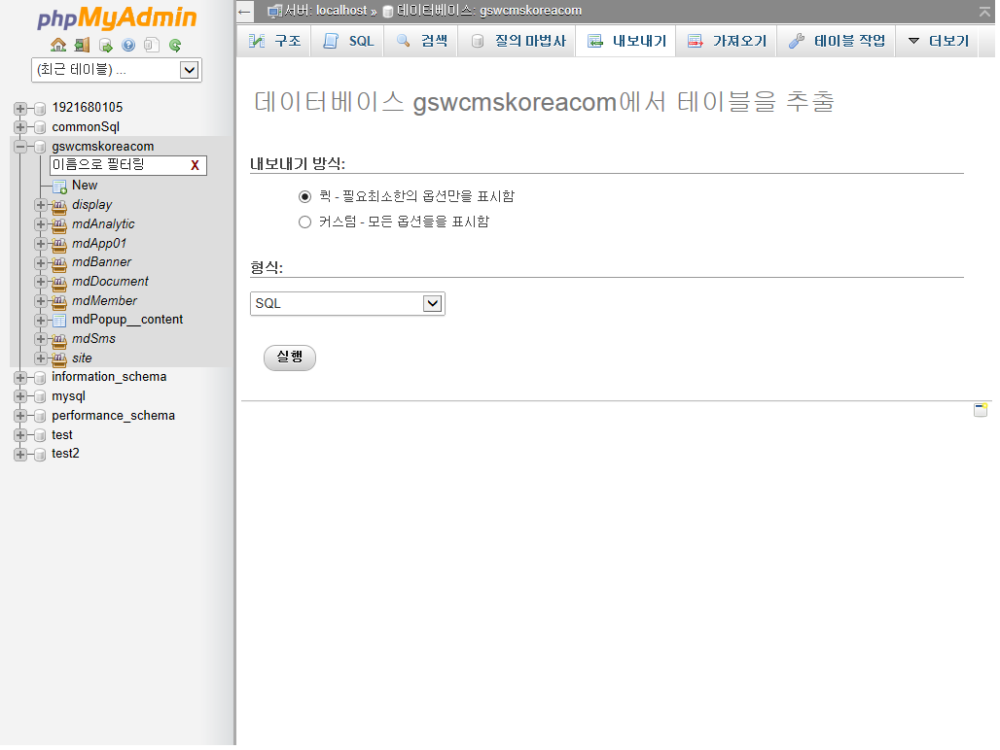 phpMyAdmin
(최근 테이블) ...
1921680105
commonSql
gswcmskoreacom
이름으로 필터링 X
New
display
mdAnalytic
mdApp01
mdBanner
mdDocument
mdMember
mdPopup__content
mdSms
site
information_schema
mysql
performance_schema
test
test2
서버: localhost » 데이터베이스: gswcmskoreacom
구조 SQL 검색 질의 마법사 내보내기 가져오기 테이블 작업 더보기
데이터베이스 gswcmskoreacom에서 테이블을 추출
내보내기 방식:
퀵 - 필요최소한의 옵션만을 표시함
커스텀 - 모든 옵션들을 표시함
형식:
SQL
실행